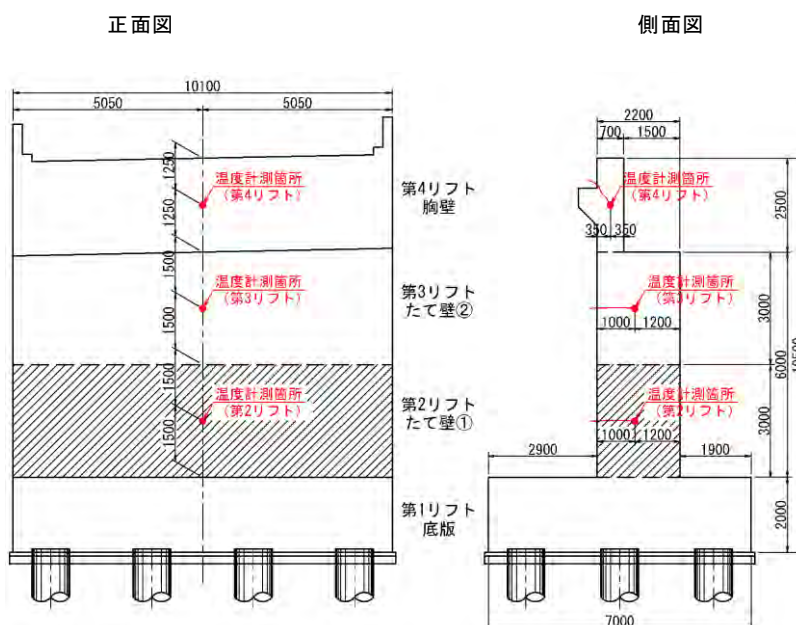 正面図
側面図
10100
5050
5050
1250
1250
1500
1500
1500
1500
温度計測箇所
(第4リフト)
温度計測箇所
(第3リフト)
温度計測箇所
(第2リフト)
第4リフト
胸壁
第3リフト
たて壁②
第2リフト
たて壁①
第1リフト
底版
2200
700
1500
温度計測箇所
(第4リフト)
350
350
温度計測箇所
(第3リフト)
1000
1200
温度計測箇所
(第2リフト)
1000
1200
2900
1900
2500
3000
3000
6000
2000
10500
7000